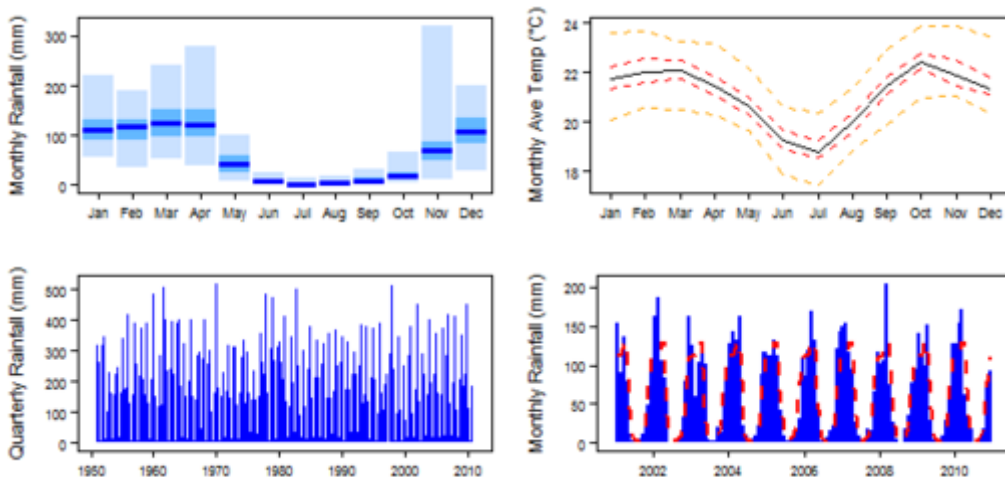 Monthly Rainfall (mm)
300
200
100
0
Jan Feb Mar Apr May Jun Jul Aug Sep Oct Nov Dec
Monthly Ave Temp (°C)
24
22
20
18
Jan Feb Mar Apr May Jun Jul Aug Sep Oct Nov Dec
Quarterly Rainfall (mm)
500
400
300
200
100
0
1950 1960 1970 1980 1990 2000 2010
Monthly Rainfall (mm)
200
150
100
50
0
2002 2004 2006 2008 2010